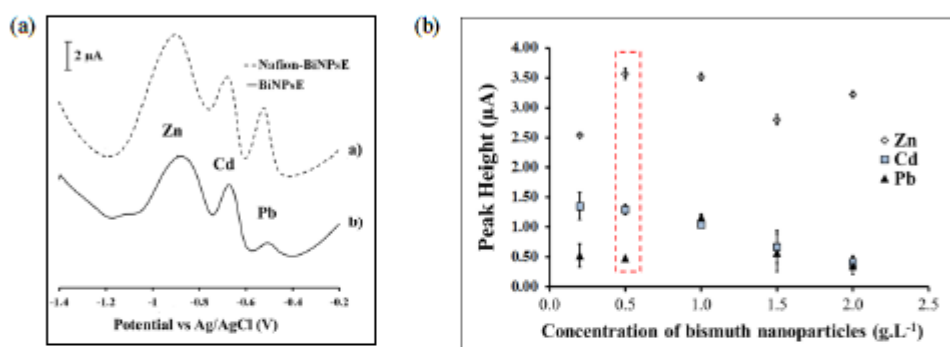 (a)
2 µA
Nafion-BiNPsE
BiNPsE
Zn
Cd
Pb
a)
b)
-1.4 -1 -0.8 -0.6 -0.4 -0.2
Potential vs Ag/AgCl (V)
(b)
Peak Height (µA)
4.00
3.50
3.00
2.50
2.00
1.50
1.00
0.50
0.00
Zn
Cd
Pb
0.0 0.5 1.0 1.5 2.0 2.5
Concentration of bismuth nanoparticles (g.L⁻¹)